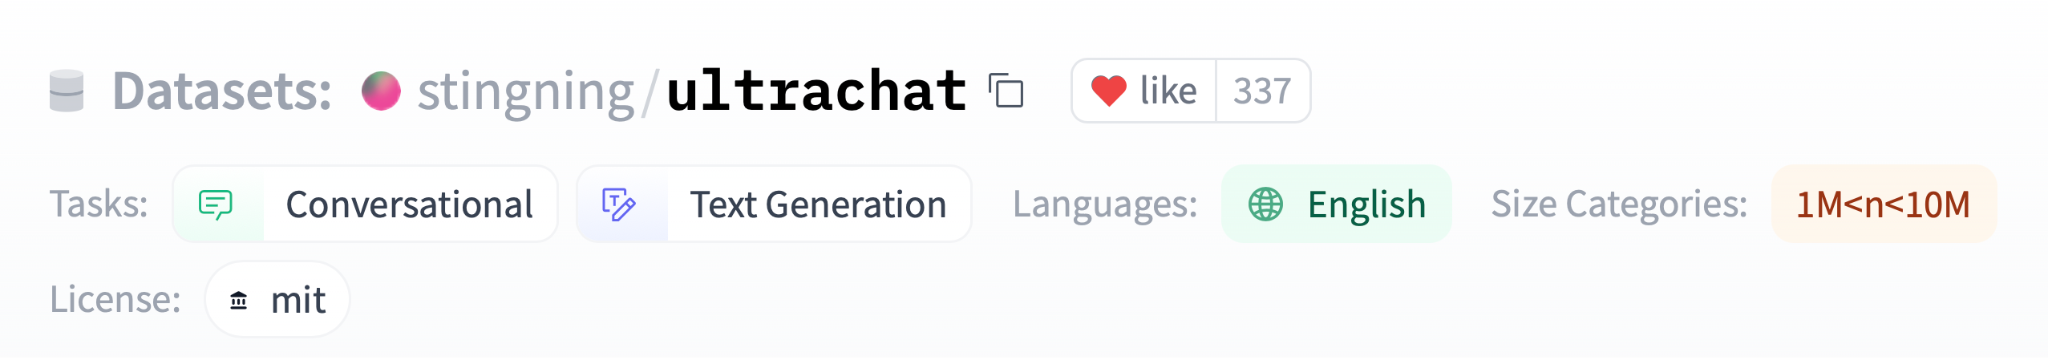 Datasets: stingning/ultrachat like 337
Tasks: Conversational Text Generation Languages: English Size Categories: 1M<n<10M
License: mit